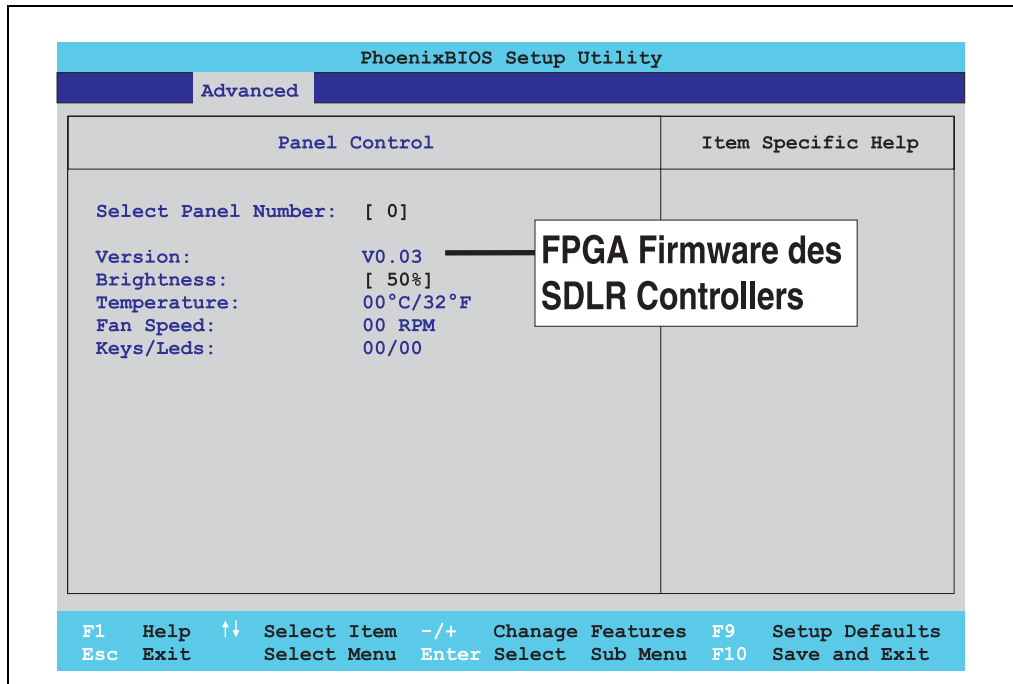 PhoenixBIOS Setup Utility
Advanced
Panel Control
Item Specific Help
Select Panel Number: [ 0]
Version: V0.03
Brightness: [ 50%]
Temperature: 00°C/32°F
Fan Speed: 00 RPM
Keys/Leds: 00/00
FPGA Firmware des
SDLR Controllers
F1 Help ↑↓ Select Item -/+ Chanage Features F9 Setup Defaults
Esc Exit Select Menu Enter Select Sub Menu F10 Save and Exit